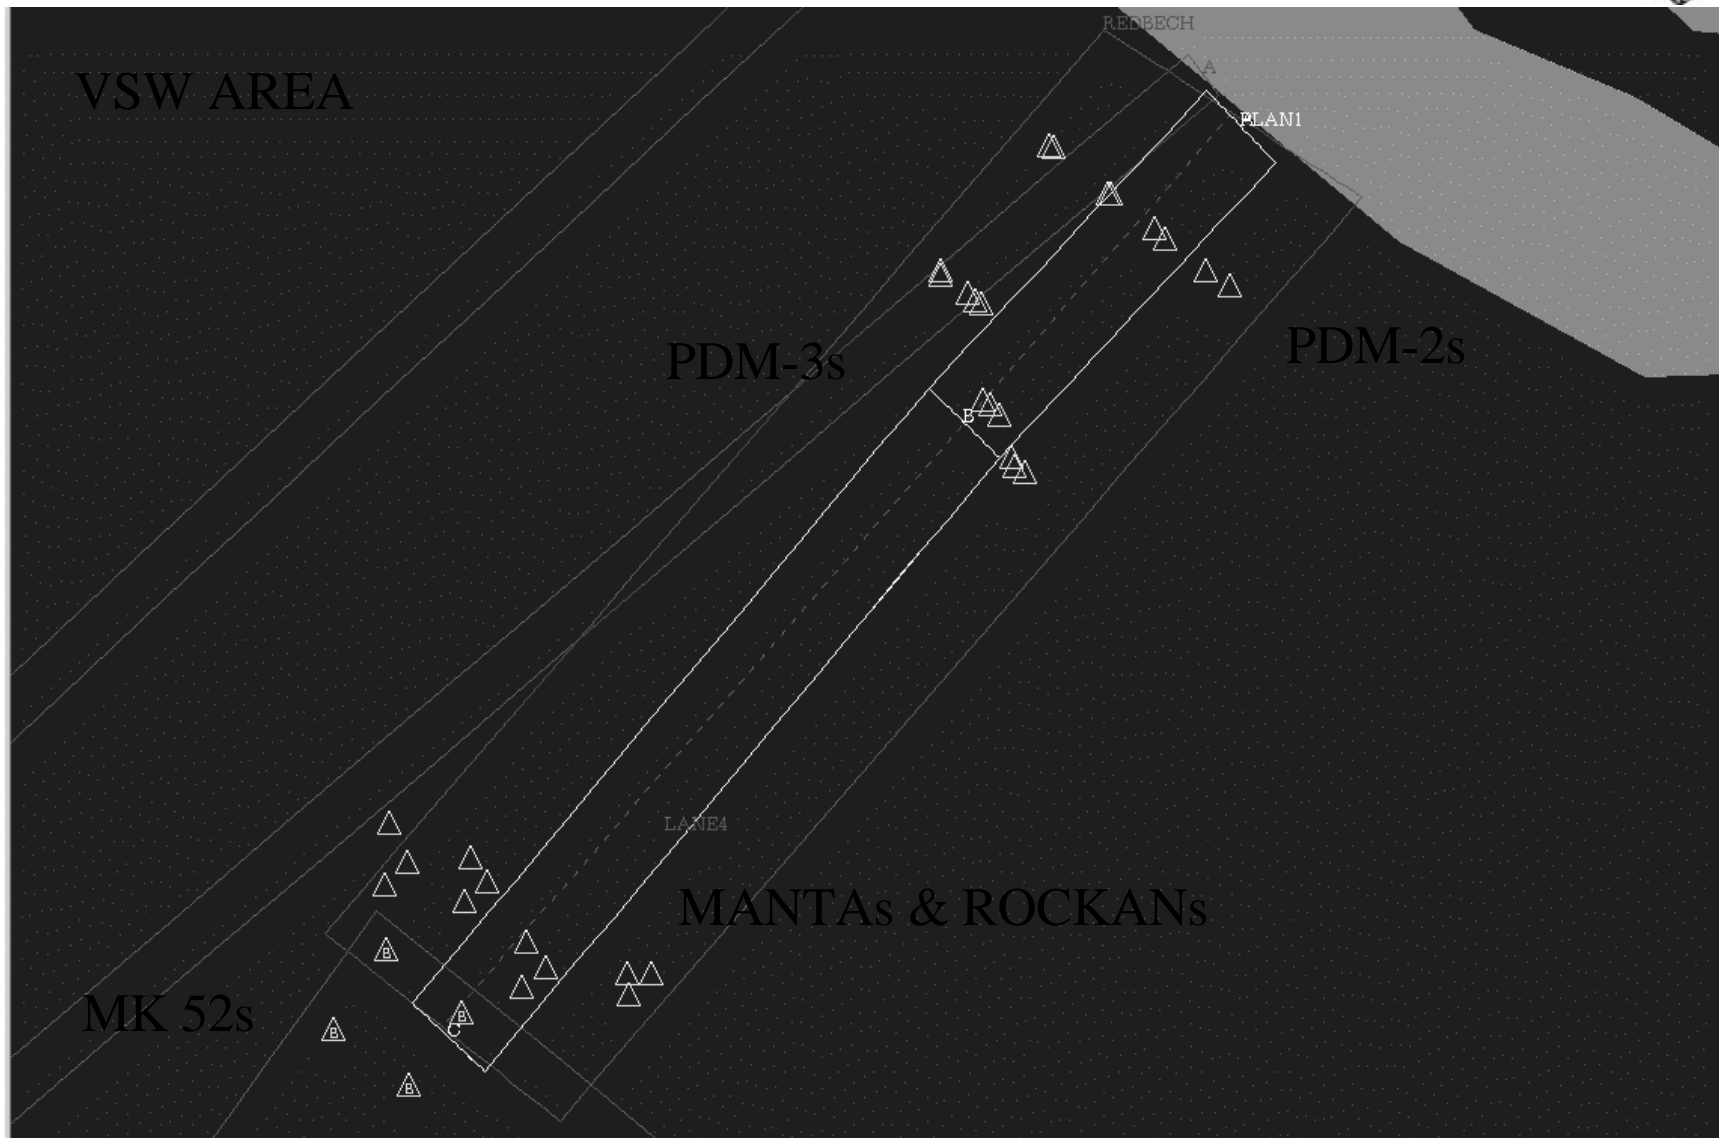 REDBECH
A
VSW AREA
PLAN1
PDM-3s
PDM-2s
B
LANE4
MANTAs & ROCKANs
B
MK 52s
B
C
B
B